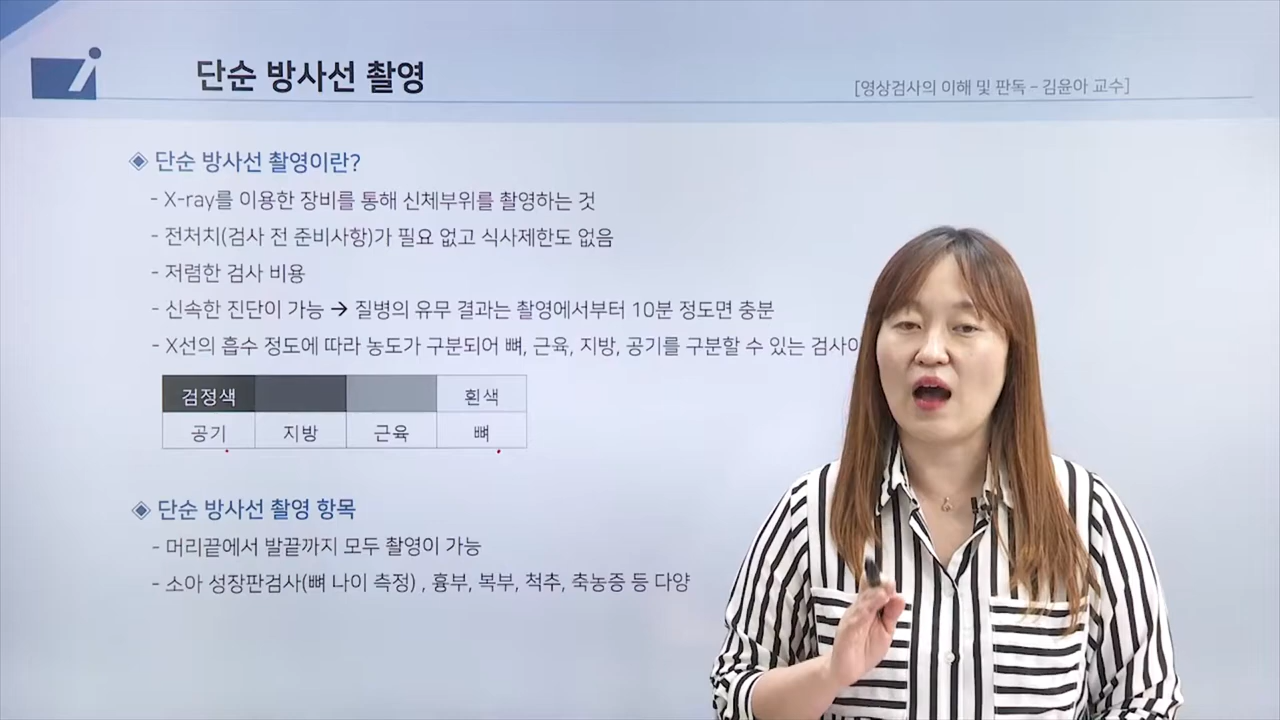 단순 방사선 촬영
[영상검사의 이해 및 판독 - 김윤아 교수]
◈ 단순 방사선 촬영이란?
- X-ray를 이용한 장비를 통해 신체부위를 촬영하는 것
- 전처치(검사 전 준비사항)가 필요 없고 식사제한도 없음
- 저렴한 검사 비용
- 신속한 진단이 가능 → 질병의 유무 결과는 촬영에서부터 10분 정도면 충분
- X선의 흡수 정도에 따라 농도가 구분되어 뼈, 근육, 지방, 공기를 구분할 수 있는
검정색 흰색
공기 지방 근육 뼈
◈ 단순 방사선 촬영 항목
- 머리끝에서 발끝까지 모두 촬영이 가능
- 소아 성장판검사(뼈 나이 측정) , 흉부, 복부, 척추, 축농증 등 다양